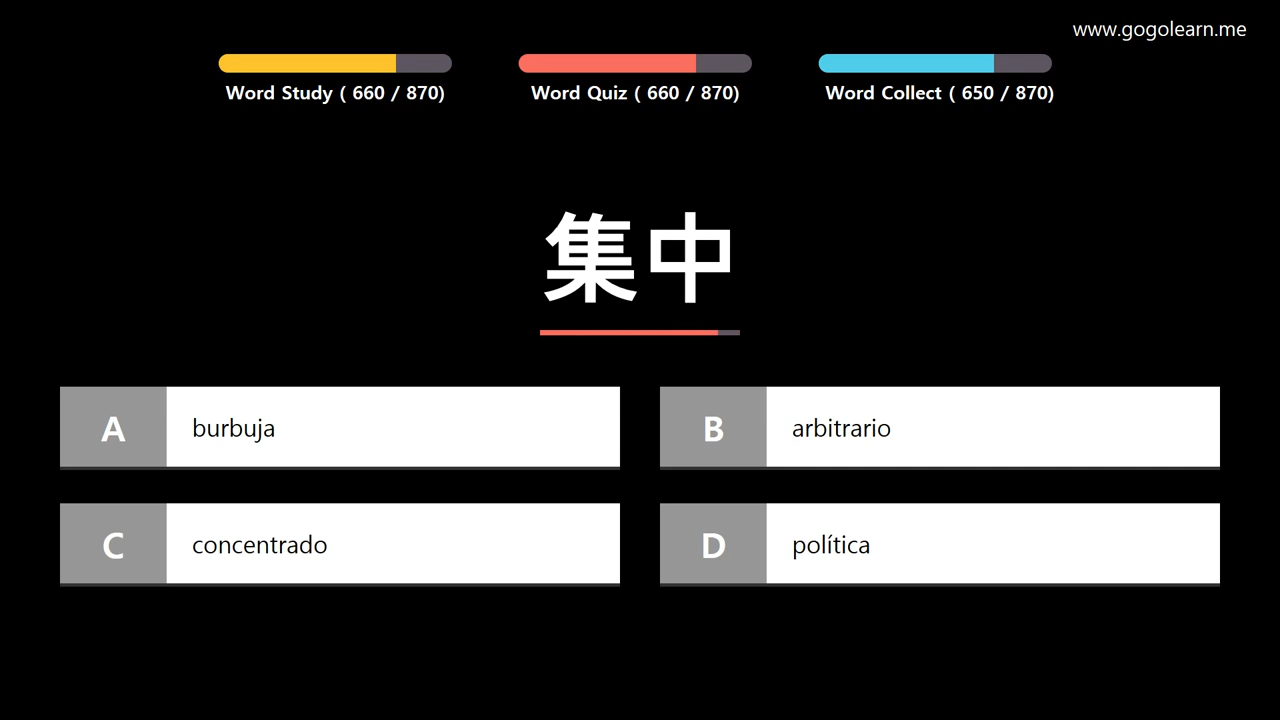 www.gogolearn.me
Word Study ( 660 / 870)
Word Quiz ( 660 / 870)
Word Collect ( 650 / 870)
集中
A burbuja
B arbitrario
C concentrado
D política